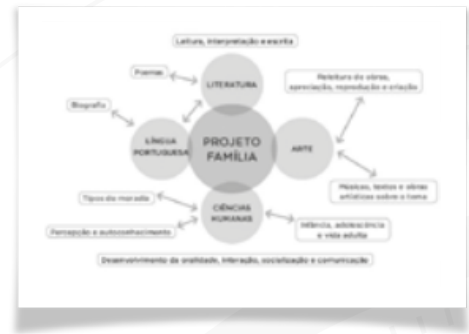 Leitura, interpretação e escrita
Poemas
LITERATURA
Releitura de obras,
apreciação, reprodução e criação
Biografia
LÍNGUA
PORTUGUESA
PROJETO
FAMÍLIA
ARTE
Tipos de moradia
CIÊNCIAS
HUMANAS
Músicas, textos e obras
artísticas sobre o tema
Percepção e autoconhecimento
Infância, adolescência
e vida adulta
Desenvolvimento da oralidade, interação, socialização e comunicação